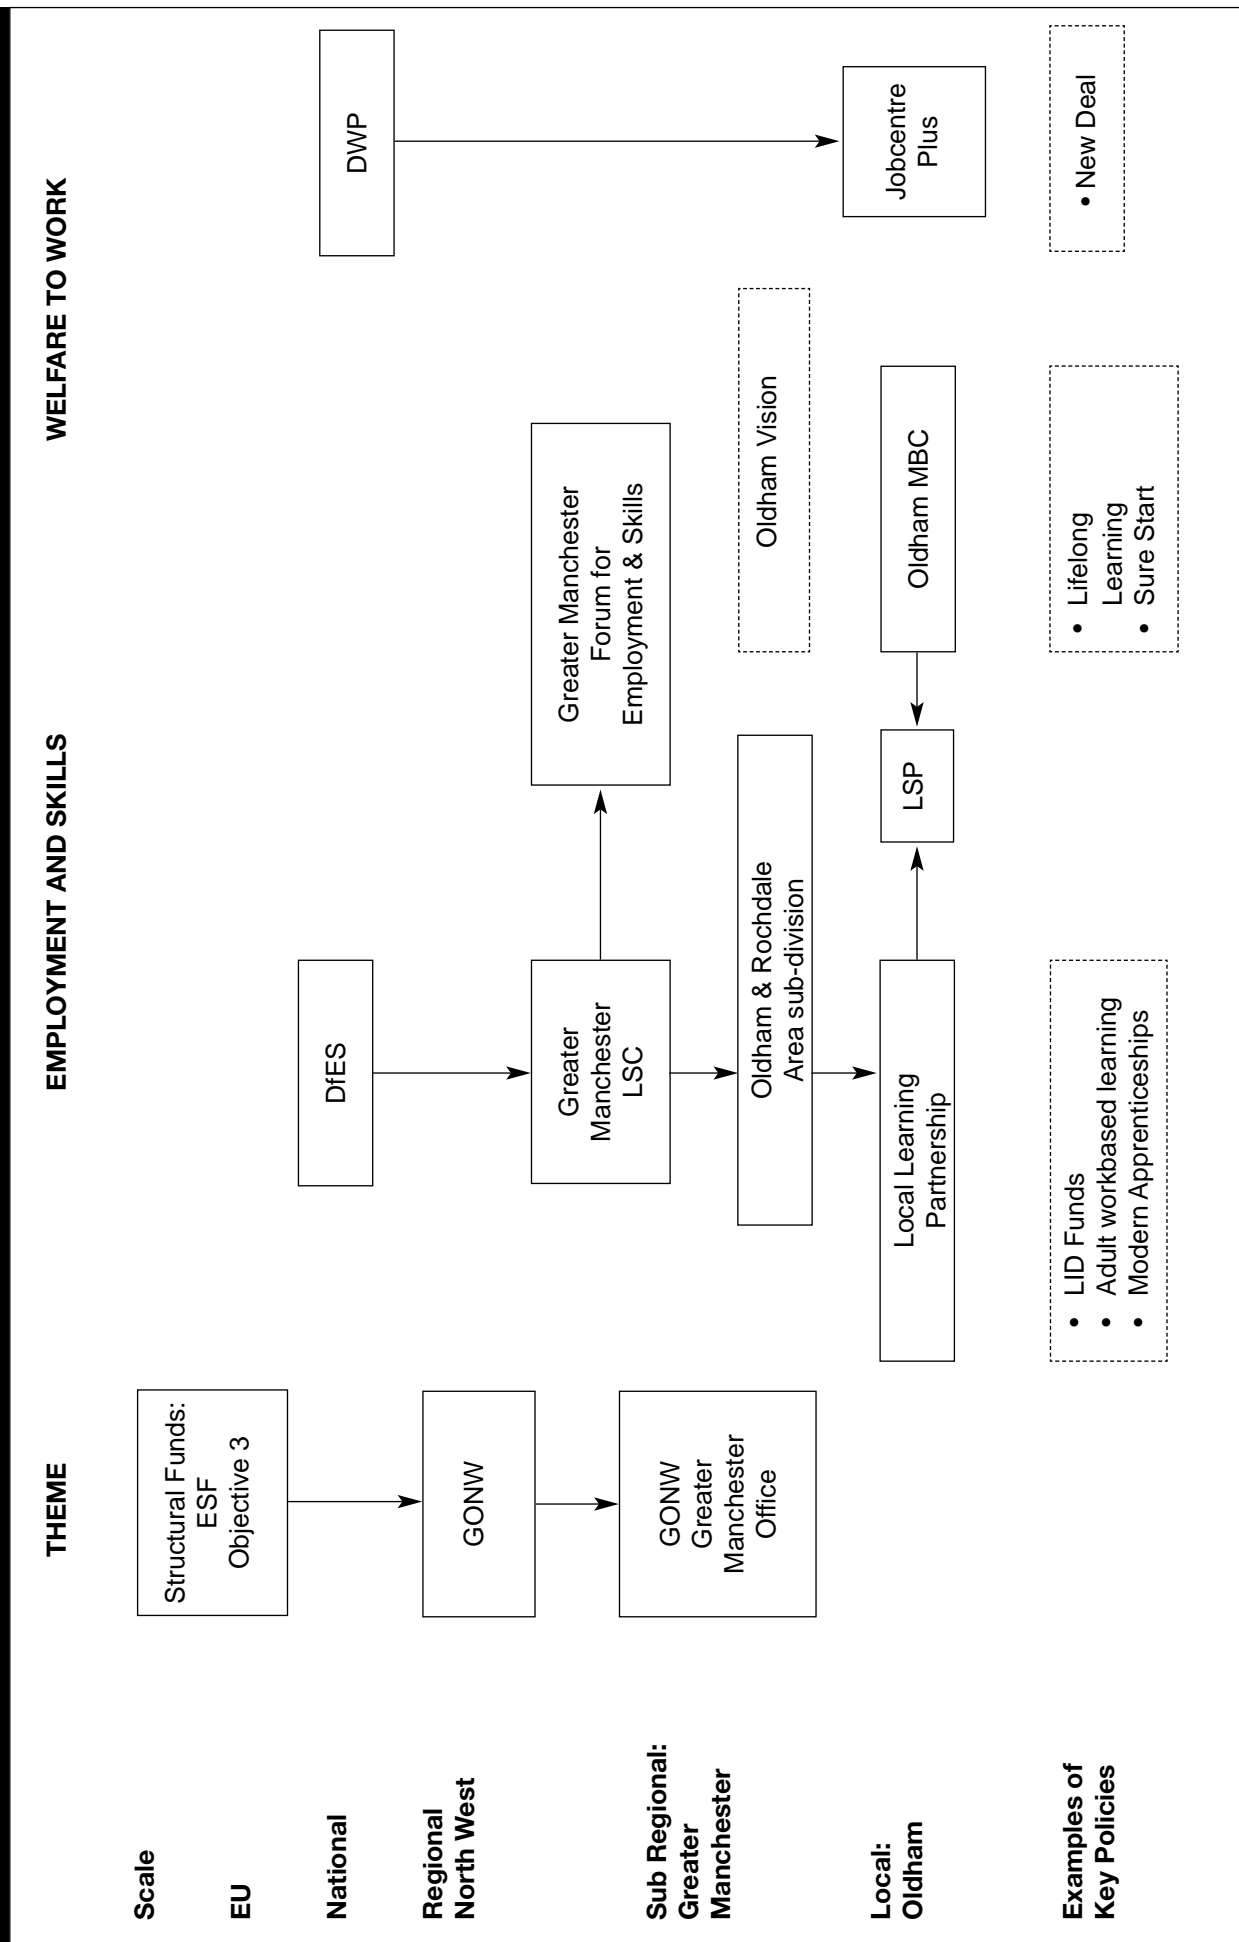 THEME
EMPLOYMENT AND SKILLS
WELFARE TO WORK
Scale
EU
Structural Funds:
ESF
Objective 3
National
DfES
DWP
Regional
North West
GONW
Sub Regional:
Greater
Manchester
GONW
Greater
Manchester
Office
Greater
Manchester
LSC
Greater Manchester
Forum for
Employment & Skills
Oldham & Rochdale
Area sub-division
Oldham Vision
Local:
Oldham
Local Learning
Partnership
LSP
Oldham MBC
Jobcentre
Plus
Examples of
Key Policies
• LID Funds
• Adult workbased learning
• Modern Apprenticeships
• Lifelong
Learning
• Sure Start
• New Deal